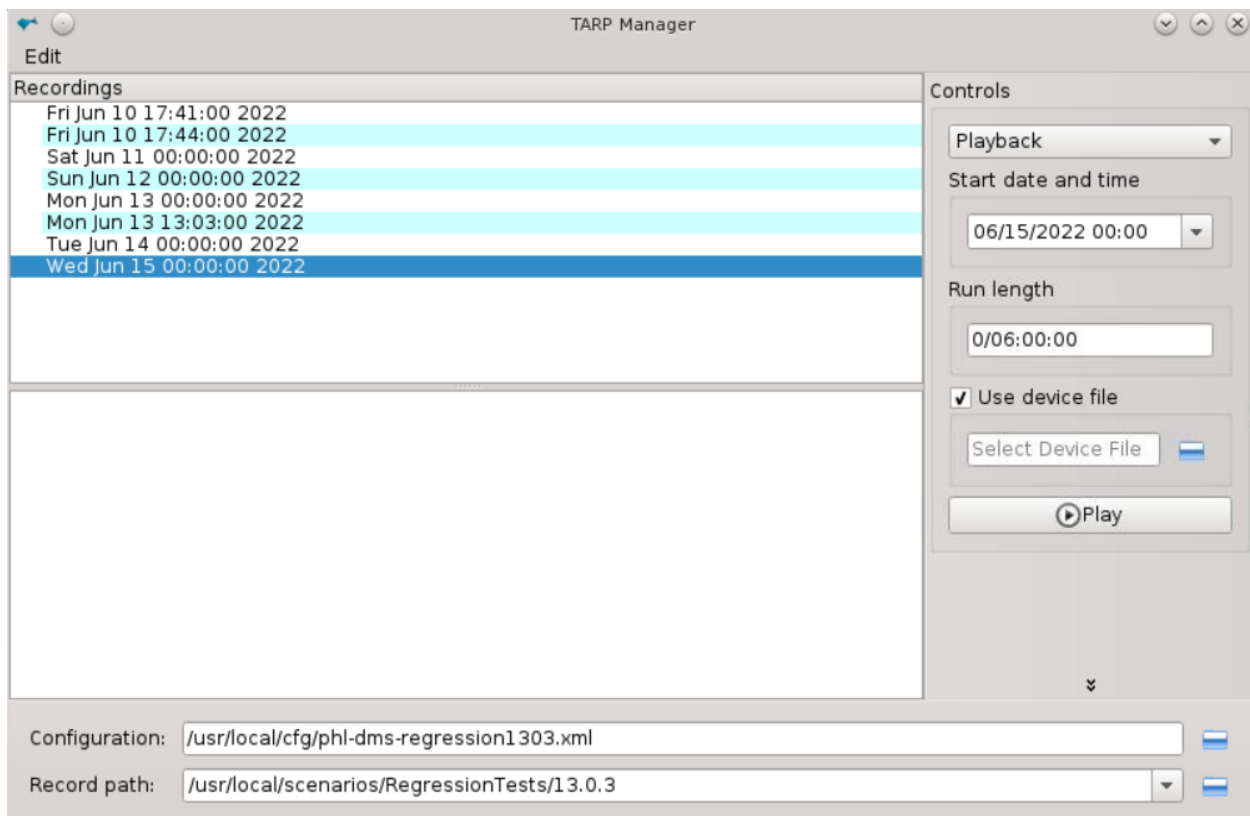 TARP Manager
Edit
Recordings
Fri Jun 10 17:41:00 2022
Fri Jun 10 17:44:00 2022
Sat Jun 11 00:00:00 2022
Sun Jun 12 00:00:00 2022
Mon Jun 13 00:00:00 2022
Mon Jun 13 13:03:00 2022
Tue Jun 14 00:00:00 2022
Wed Jun 15 00:00:00 2022
Controls
Playback
Start date and time
06/15/2022 00:00
Run length
0/06:00:00
Use device file
Select Device File
Play
Configuration: /usr/local/cfg/phl-dms-regression1303.xml
Record path: /usr/local/scenarios/RegressionTests/13.0.3